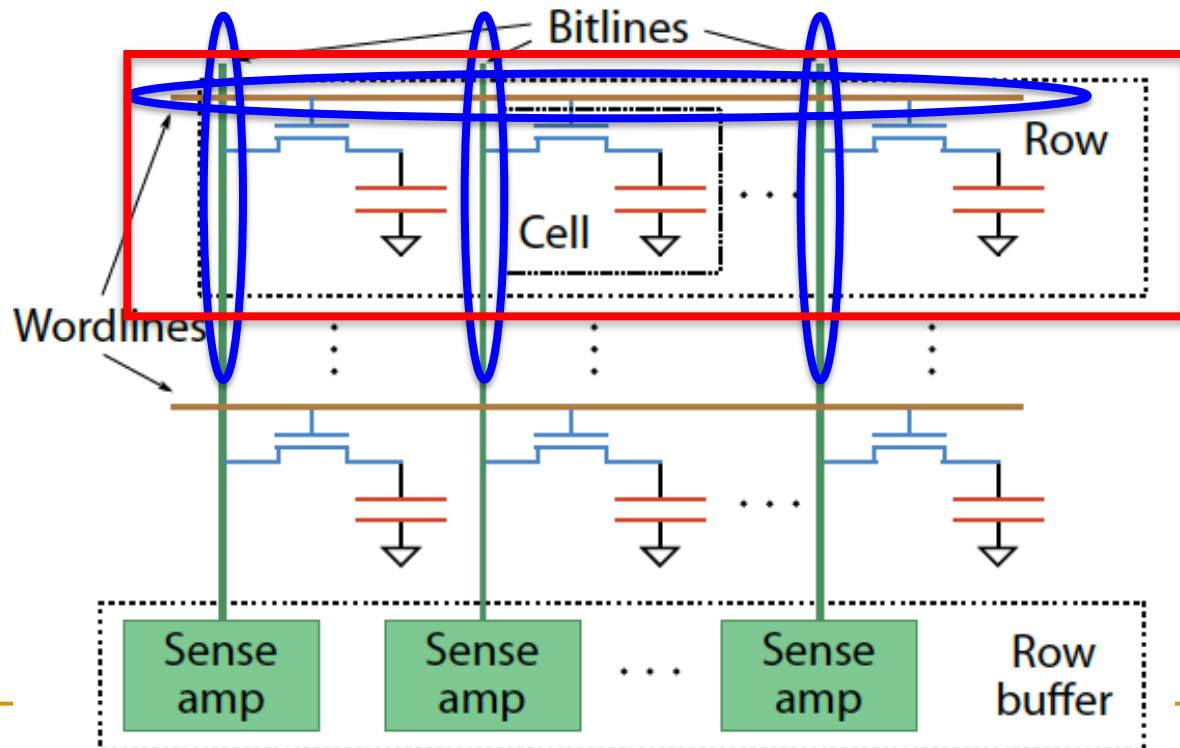 Bitlines
Row
Cell
Wordlines
Sense
amp
Sense
amp
Sense
amp
Row
buffer